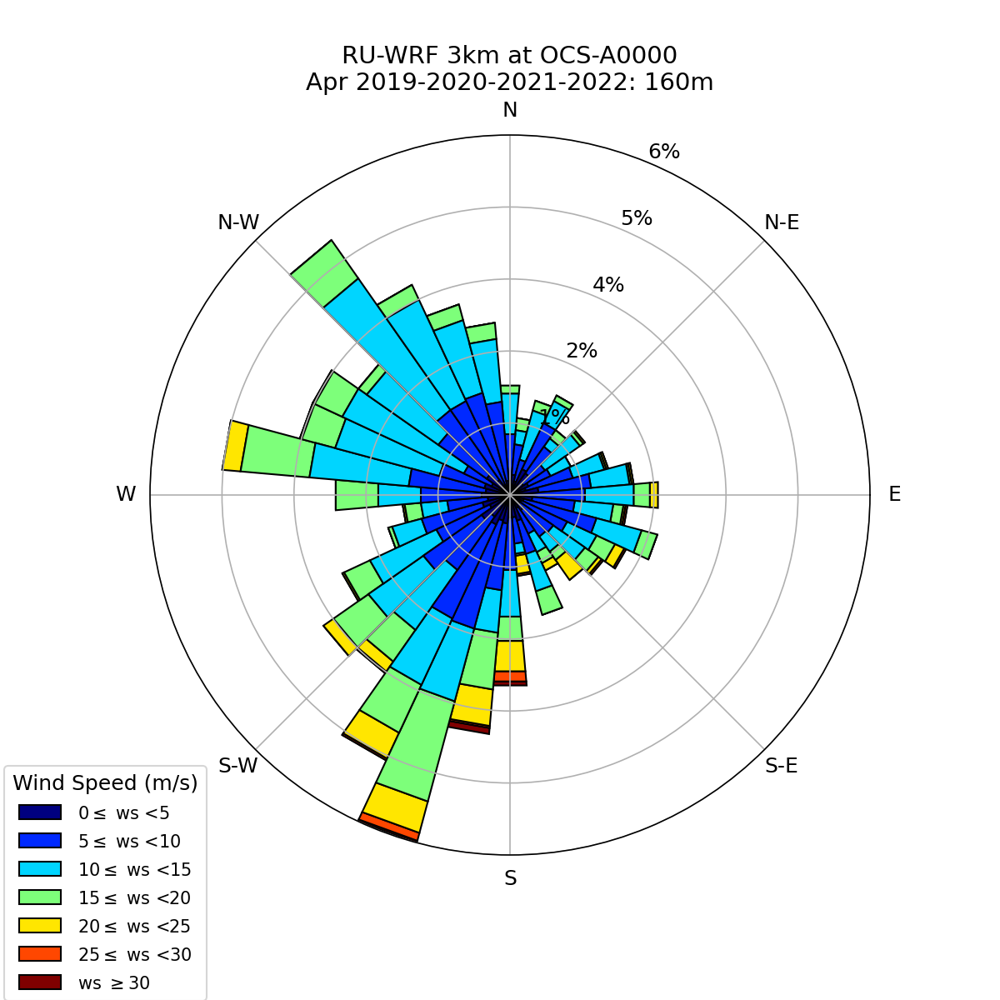 RU-WRF 3km at OCS-A0000
Apr 2019-2020-2021-2022: 160m
N
6%
N-W
5%
N-E
4%
2%
1%
W
E
S-W
S-E
S
Wind Speed (m/s)
0 ≤ ws <5
5 ≤ ws <10
10 ≤ ws <15
15 ≤ ws <20
20 ≤ ws <25
25 ≤ ws <30
ws ≥ 30